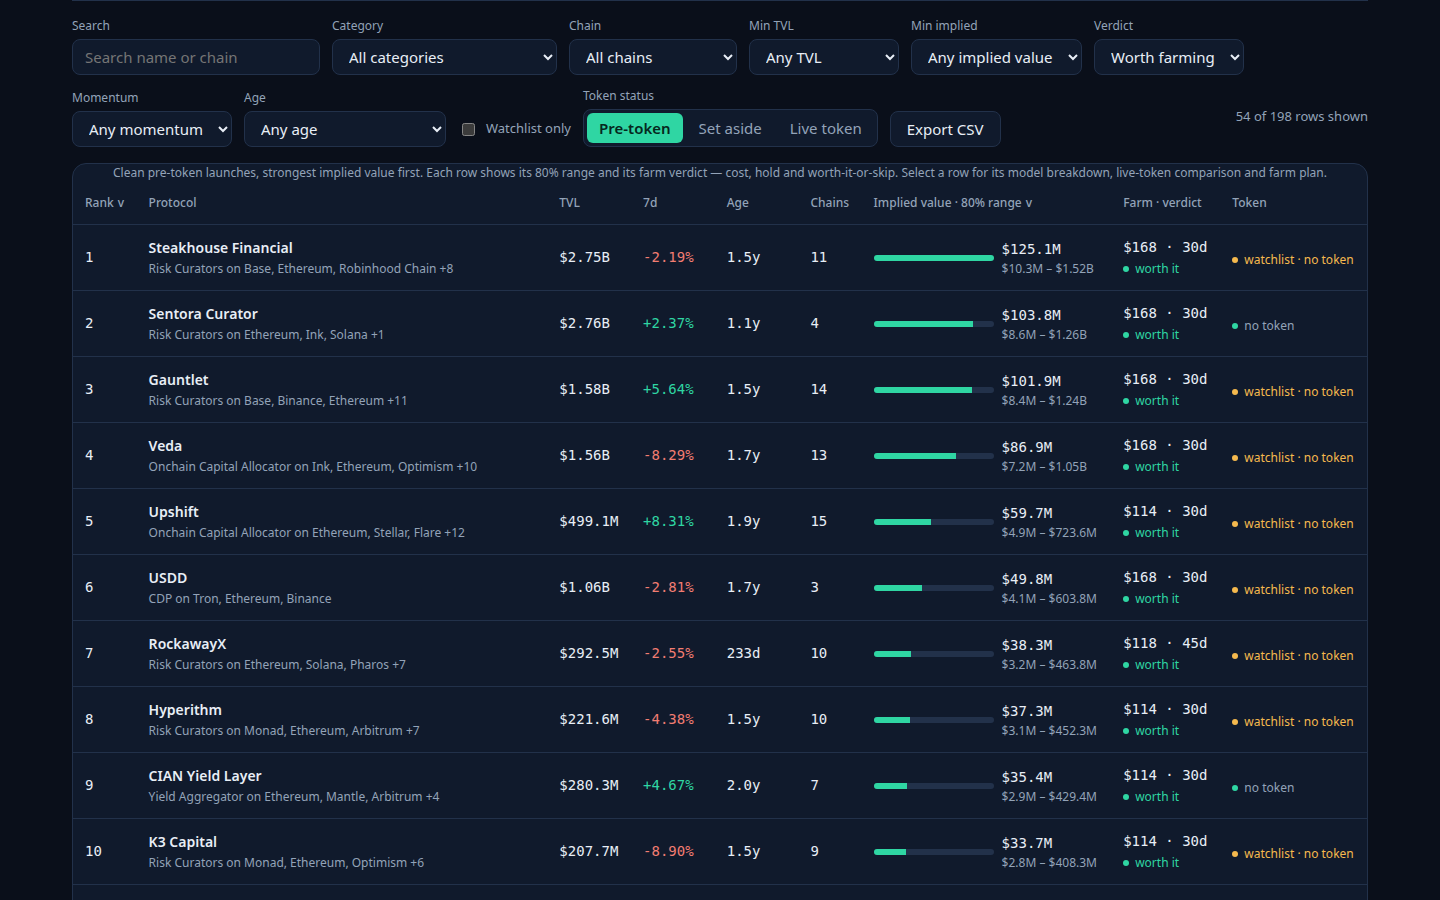 Search Category Chain Min TVL Min implied Verdict
Search name or chain All categories All chains Any TVL Any implied value Worth farming
Momentum Age Token status
Any momentum Any age Watchlist only Pre-token Set aside Live token Export CSV 54 of 198 rows shown
Clean pre-token launches, strongest implied value first. Each row shows its 80% range and its farm verdict — cost, hold and worth-it-or-skip. Select a row for its model breakdown, live-token comparison and farm plan.
Rank v Protocol TVL 7d Age Chains Implied value · 80% range v Farm · verdict Token
1 Steakhouse Financial $2.75B -2.19% 1.5y 11 $125.1M $168 · 30d watchlist · no token
Risk Curators on Base, Ethereum, Robinhood Chain +8 $10.3M – $1.52B worth it
2 Sentora Curator $2.76B +2.37% 1.1y 4 $103.8M $168 · 30d no token
Risk Curators on Ethereum, Ink, Solana +1 $8.6M – $1.26B worth it
3 Gauntlet $1.58B +5.64% 1.5y 14 $101.9M $168 · 30d watchlist · no token
Risk Curators on Base, Binance, Ethereum +11 $8.4M – $1.24B worth it
4 Veda $1.56B -8.29% 1.7y 13 $86.9M $168 · 30d watchlist · no token
Onchain Capital Allocator on Ink, Ethereum, Optimism +10 $7.2M – $1.05B worth it
5 Upshift $499.1M +8.31% 1.9y 15 $59.7M $114 · 30d watchlist · no token
Onchain Capital Allocator on Ethereum, Stellar, Flare +12 $4.9M – $723.6M worth it
6 USDD $1.06B -2.81% 1.7y 3 $49.8M $168 · 30d watchlist · no token
CDP on Tron, Ethereum, Binance $4.1M – $603.8M worth it
7 RockawayX $292.5M -2.55% 233d 10 $38.3M $118 · 45d watchlist · no token
Risk Curators on Ethereum, Solana, Pharos +7 $3.2M – $463.8M worth it
8 Hyperithm $221.6M -4.38% 1.5y 10 $37.3M $114 · 30d watchlist · no token
Risk Curators on Monad, Ethereum, Arbitrum +7 $3.1M – $452.3M worth it
9 CIAN Yield Layer $280.3M +4.67% 2.0y 7 $35.4M $114 · 30d no token
Yield Aggregator on Ethereum, Mantle, Arbitrum +4 $2.9M – $429.4M worth it
10 K3 Capital $207.7M -8.90% 1.5y 9 $33.7M $114 · 30d watchlist · no token
Risk Curators on Monad, Ethereum, Optimism +6 $2.8M – $408.3M worth it